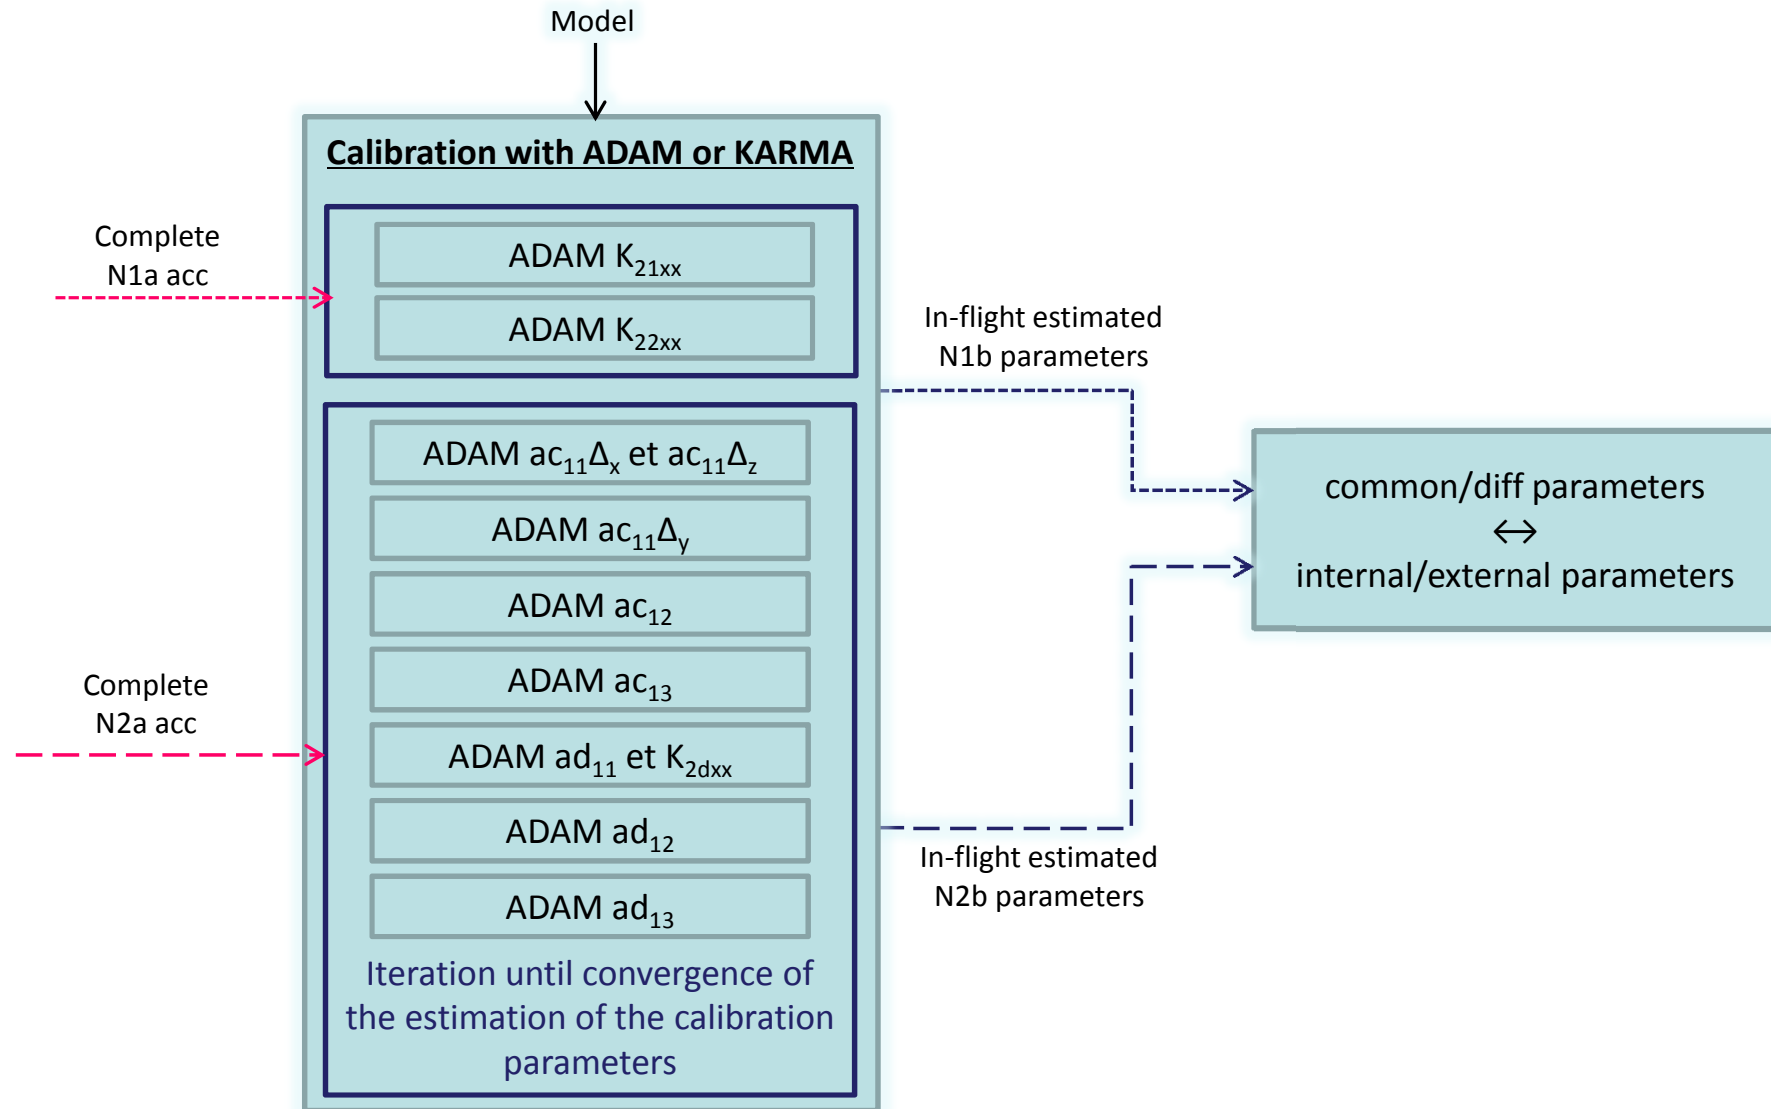 Model
Calibration with ADAM or KARMA
Complete
N1a acc
ADAM K₂₁ₓₓ
ADAM K₂₂ₓₓ
In-flight estimated
N1b parameters
ADAM ac₁₁Δₓ et ac₁₁Δ_z
ADAM ac₁₁Δ_y
ADAM ac₁₂
ADAM ac₁₃
Complete
N2a acc
ADAM ad₁₁ et K_2dxx
ADAM ad₁₂
ADAM ad₁₃
Iteration until convergence of
the estimation of the calibration
parameters
In-flight estimated
N2b parameters
common/diff parameters
↔
internal/external parameters